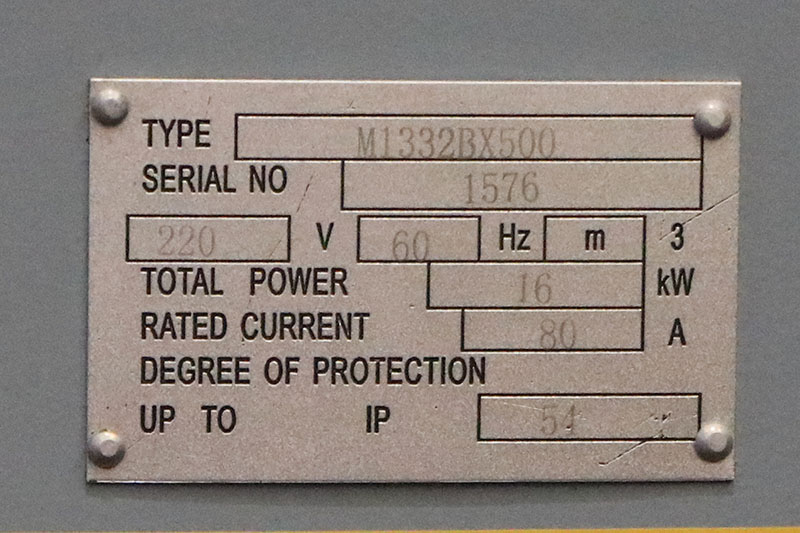 TYPE M1332BX500
SERIAL NO 1576
220 V 60 Hz m 3
TOTAL POWER 16 kW
RATED CURRENT 80 A
DEGREE OF PROTECTION
UP TO IP 54